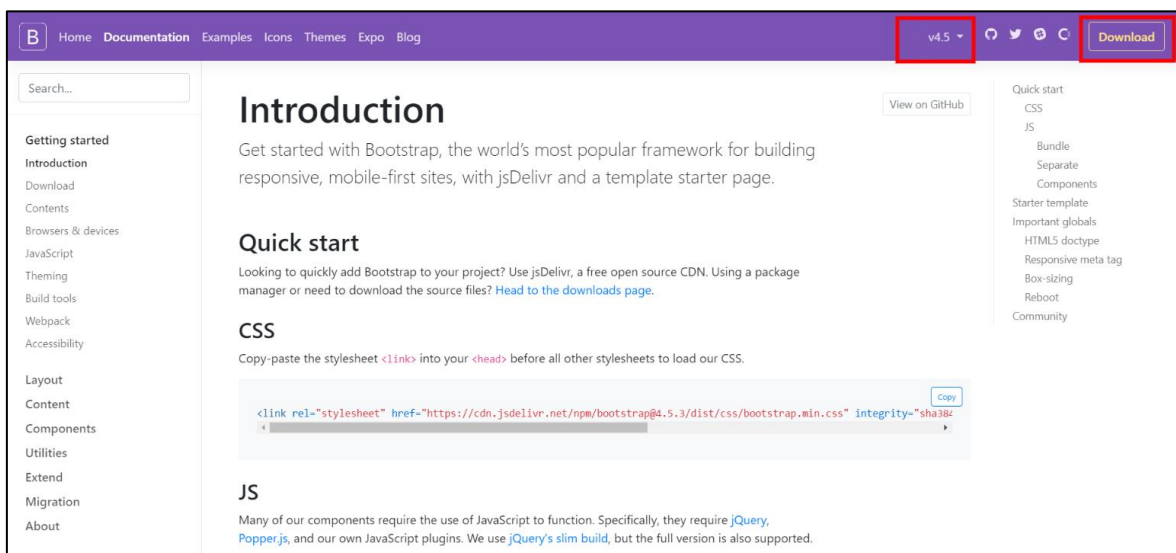 B Home Documentation Examples Icons Themes Expo Blog v4.5 Download
Search...
Getting started
Introduction
Download
Contents
Browsers & devices
JavaScript
Theming
Build tools
Webpack
Accessibility
Layout
Content
Components
Utilities
Extend
Migration
About
Introduction
View on GitHub
Get started with Bootstrap, the world's most popular framework for building
responsive, mobile-first sites, with jsDelivr and a template starter page.
Quick start
Looking to quickly add Bootstrap to your project? Use jsDelivr, a free open source CDN. Using a package
manager or need to download the source files? Head to the downloads page.
CSS
Copy-paste the stylesheet <link> into your <head> before all other stylesheets to load our CSS.
Copy
<link rel="stylesheet" href="https://cdn.jsdelivr.net/npm/bootstrap@4.5.3/dist/css/bootstrap.min.css" integrity="sha384
JS
Many of our components require the use of JavaScript to function. Specifically, they require jQuery,
Popper.js, and our own JavaScript plugins. We use jQuery's slim build, but the full version is also supported.
Quick start
CSS
JS
Bundle
Separate
Components
Starter template
Important globals
HTML5 doctype
Responsive meta tag
Box-sizing
Reboot
Community